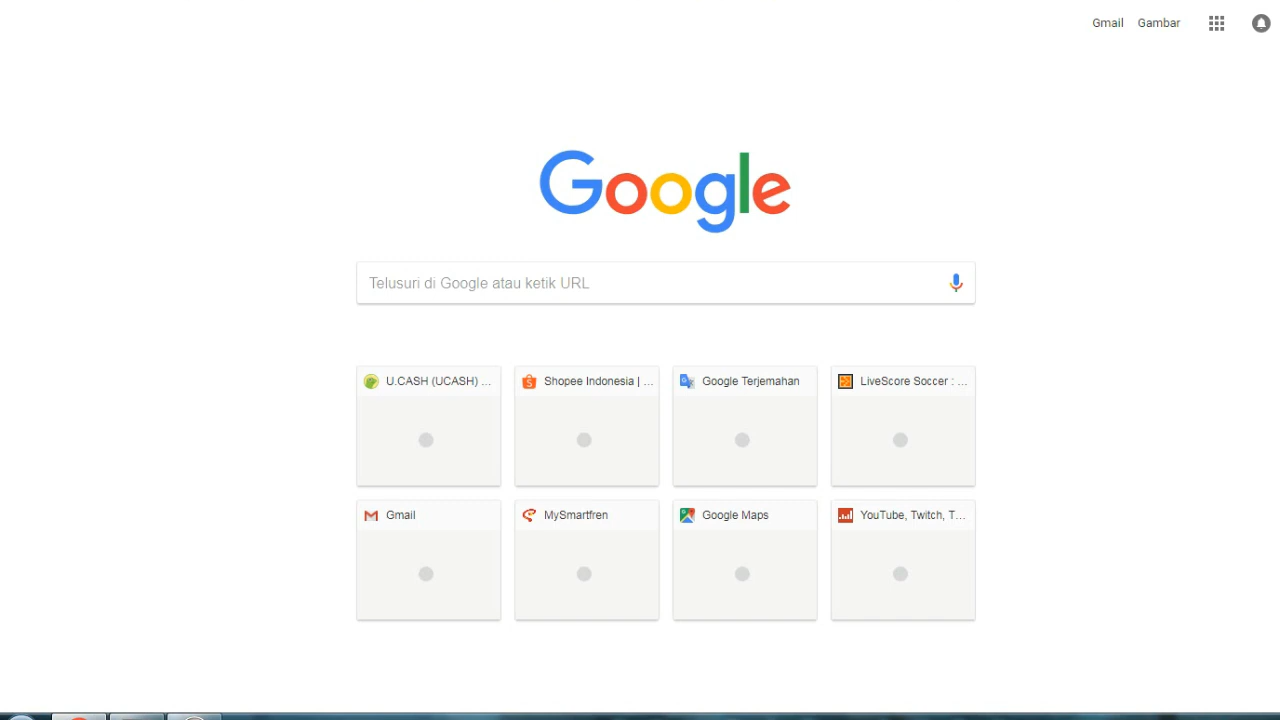 Gmail Gambar
Google
Telusuri di Google atau ketik URL
U.CASH (UCASH) ... Shopee Indonesia | ... Google Terjemahan LiveScore Soccer : ...
Gmail MySmartfren Google Maps YouTube, Twitch, T...